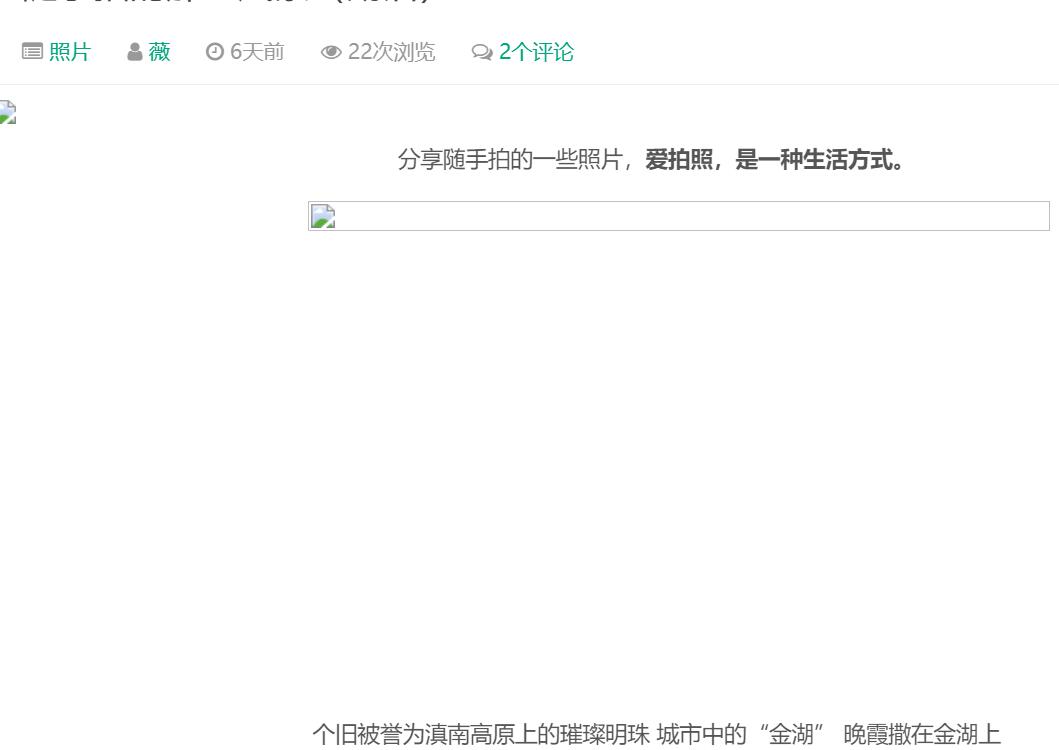 照片 薇 6天前 22次浏览 2个评论
分享随手拍的一些照片，爱拍照，是一种生活方式。
个旧被誉为滇南高原上的璀璨明珠 城市中的“金湖” 晚霞撒在金湖上